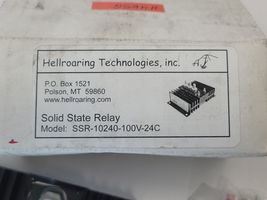 Hellroaring Technologies, inc.
P.O. Box 1521
Polson, MT 59860
www.hellroaring.com
Solid State Relay
Model: SSR-10240-100V-24C